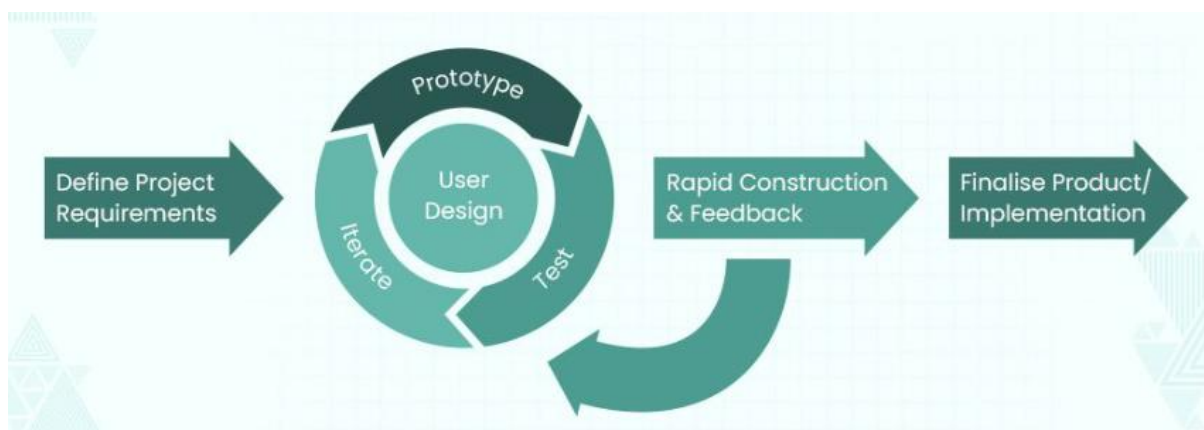 Define Project
Requirements
Prototype
User
Design
Iterate
Test
Rapid Construction
& Feedback
Finalise Product/
Implementation